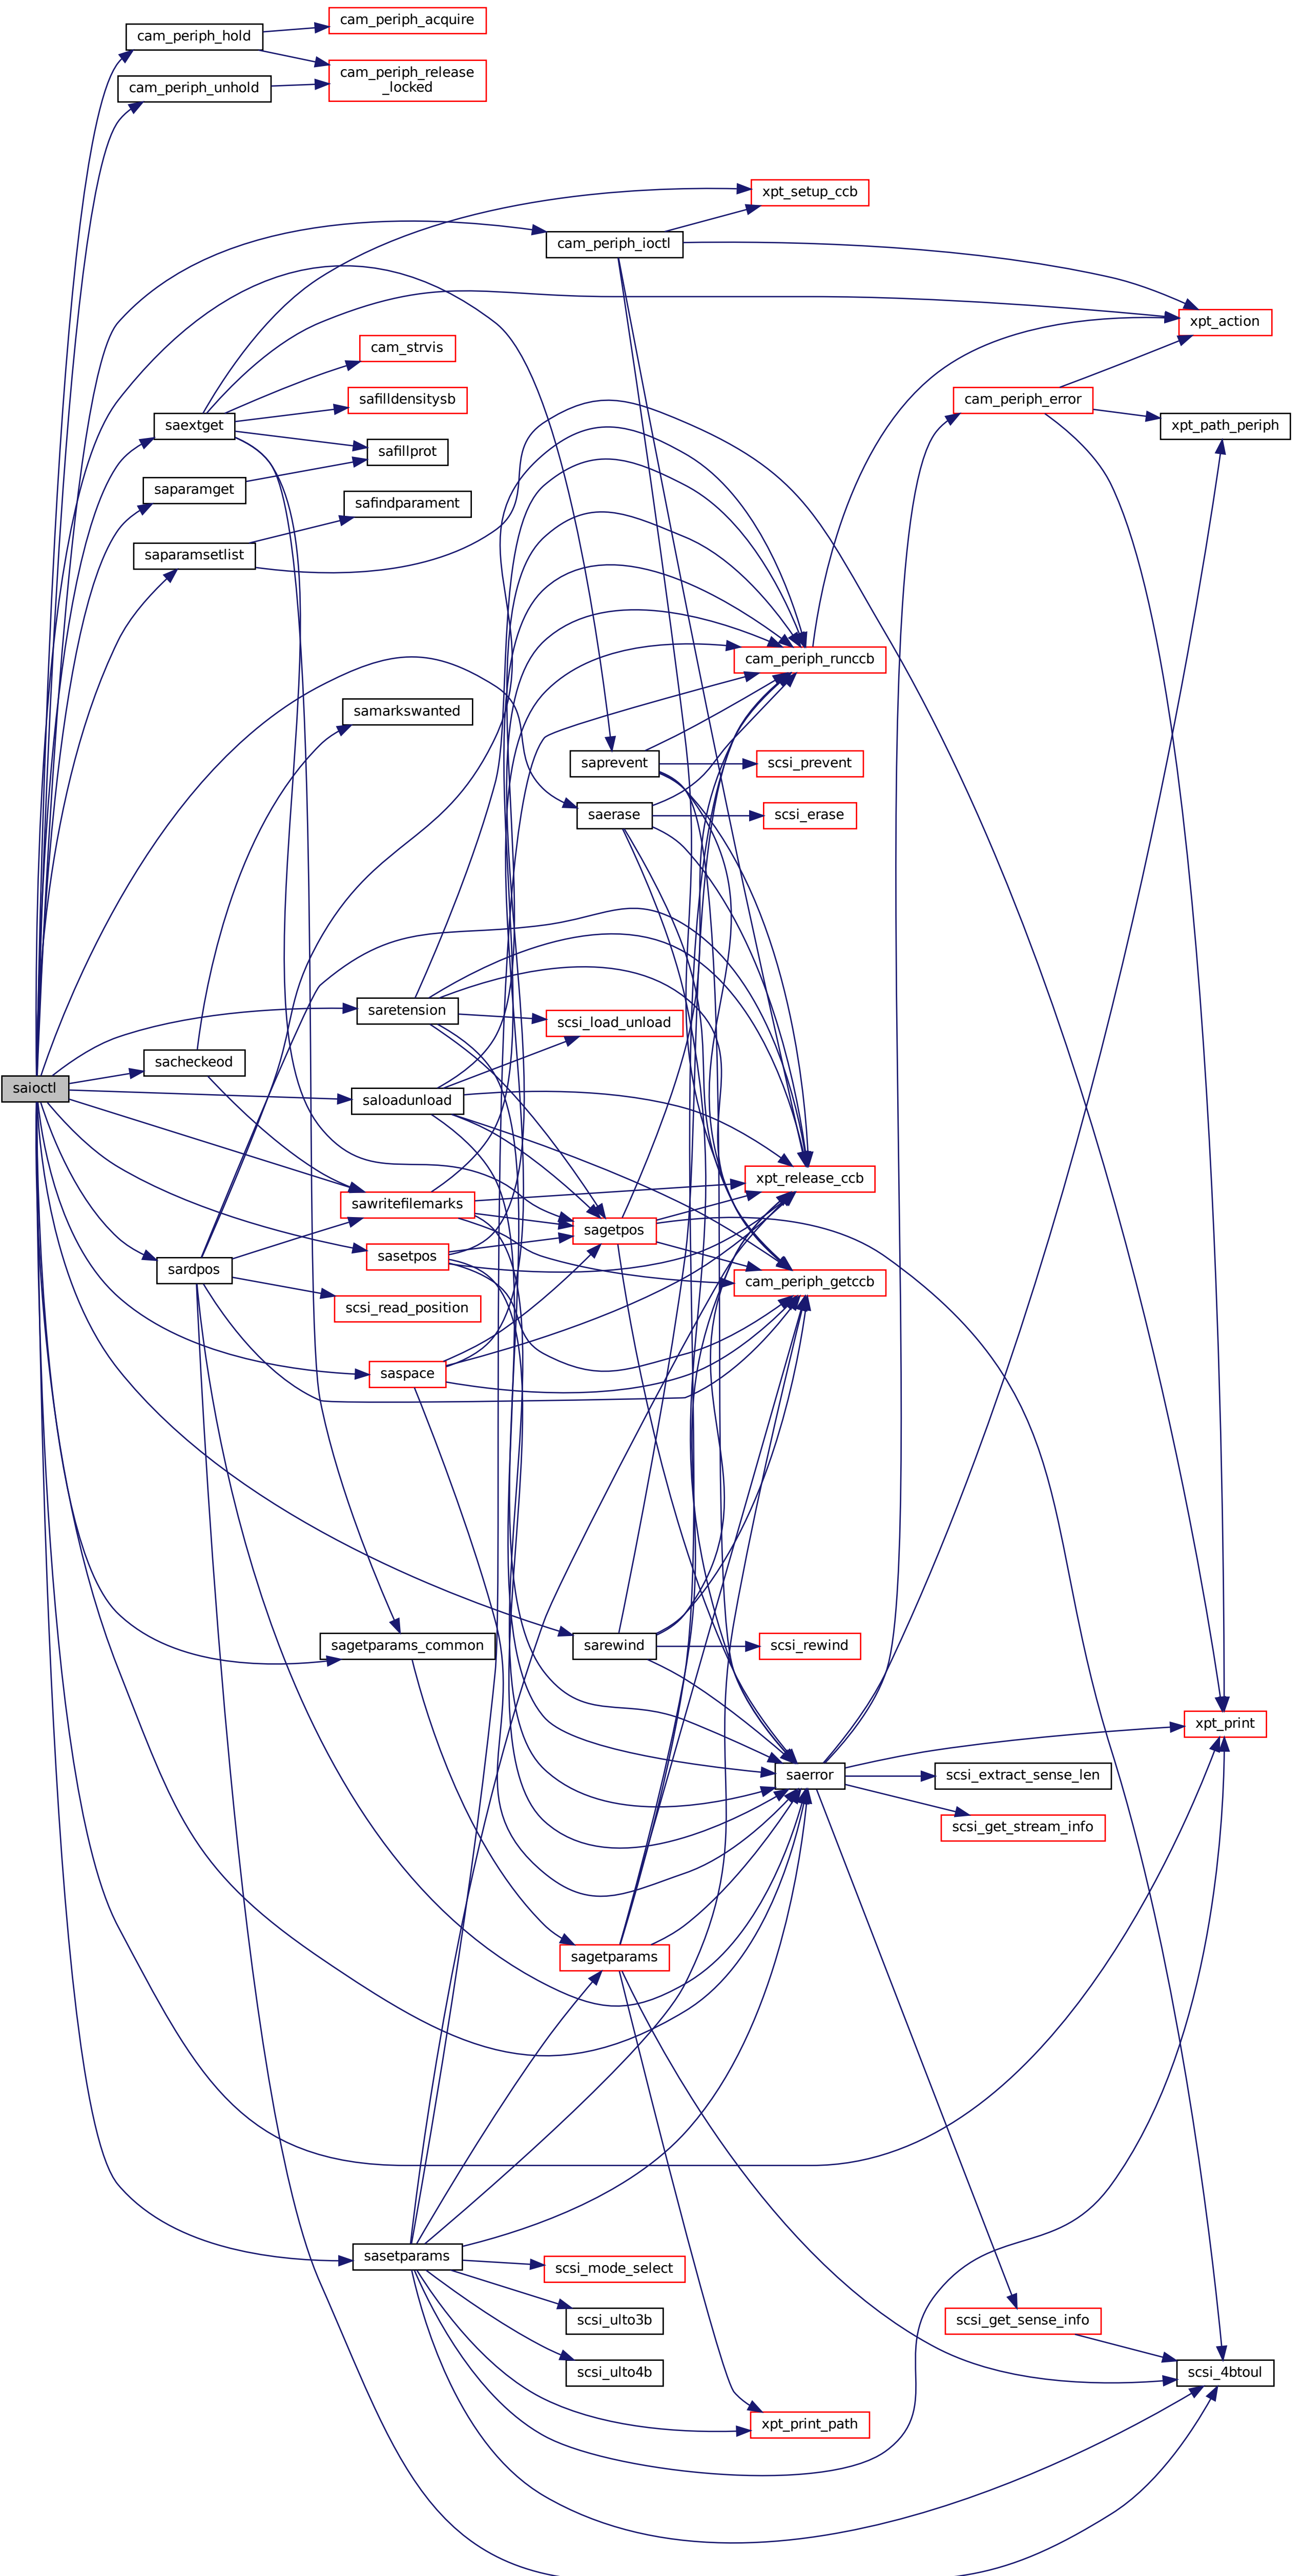 cam_periph_acquire
cam_periph_hold
cam_periph_release
_locked
cam_periph_unhold
xpt_setup_ccb
cam_periph_ioctl
xpt_action
cam_strvis
safilldensitysb
cam_periph_error
saextget
xpt_path_periph
safillprot
saparamget
safindparament
saparamsetlist
cam_periph_runccb
samarkswanted
saprevent
scsi_prevent
saerase
scsi_erase
saretension
scsi_load_unload
sacheckeod
saioctl
saloadunload
xpt_release_ccb
sawritefilemarks
sagetpos
sasetpos
sardpos
cam_periph_getccb
scsi_read_position
saspace
sagetparams_common
sarewind
scsi_rewind
xpt_print
saerror
scsi_extract_sense_len
scsi_get_stream_info
sagetparams
sasetparams
scsi_mode_select
scsi_ulto3b
scsi_get_sense_info
scsi_ulto4b
scsi_4btoul
xpt_print_path